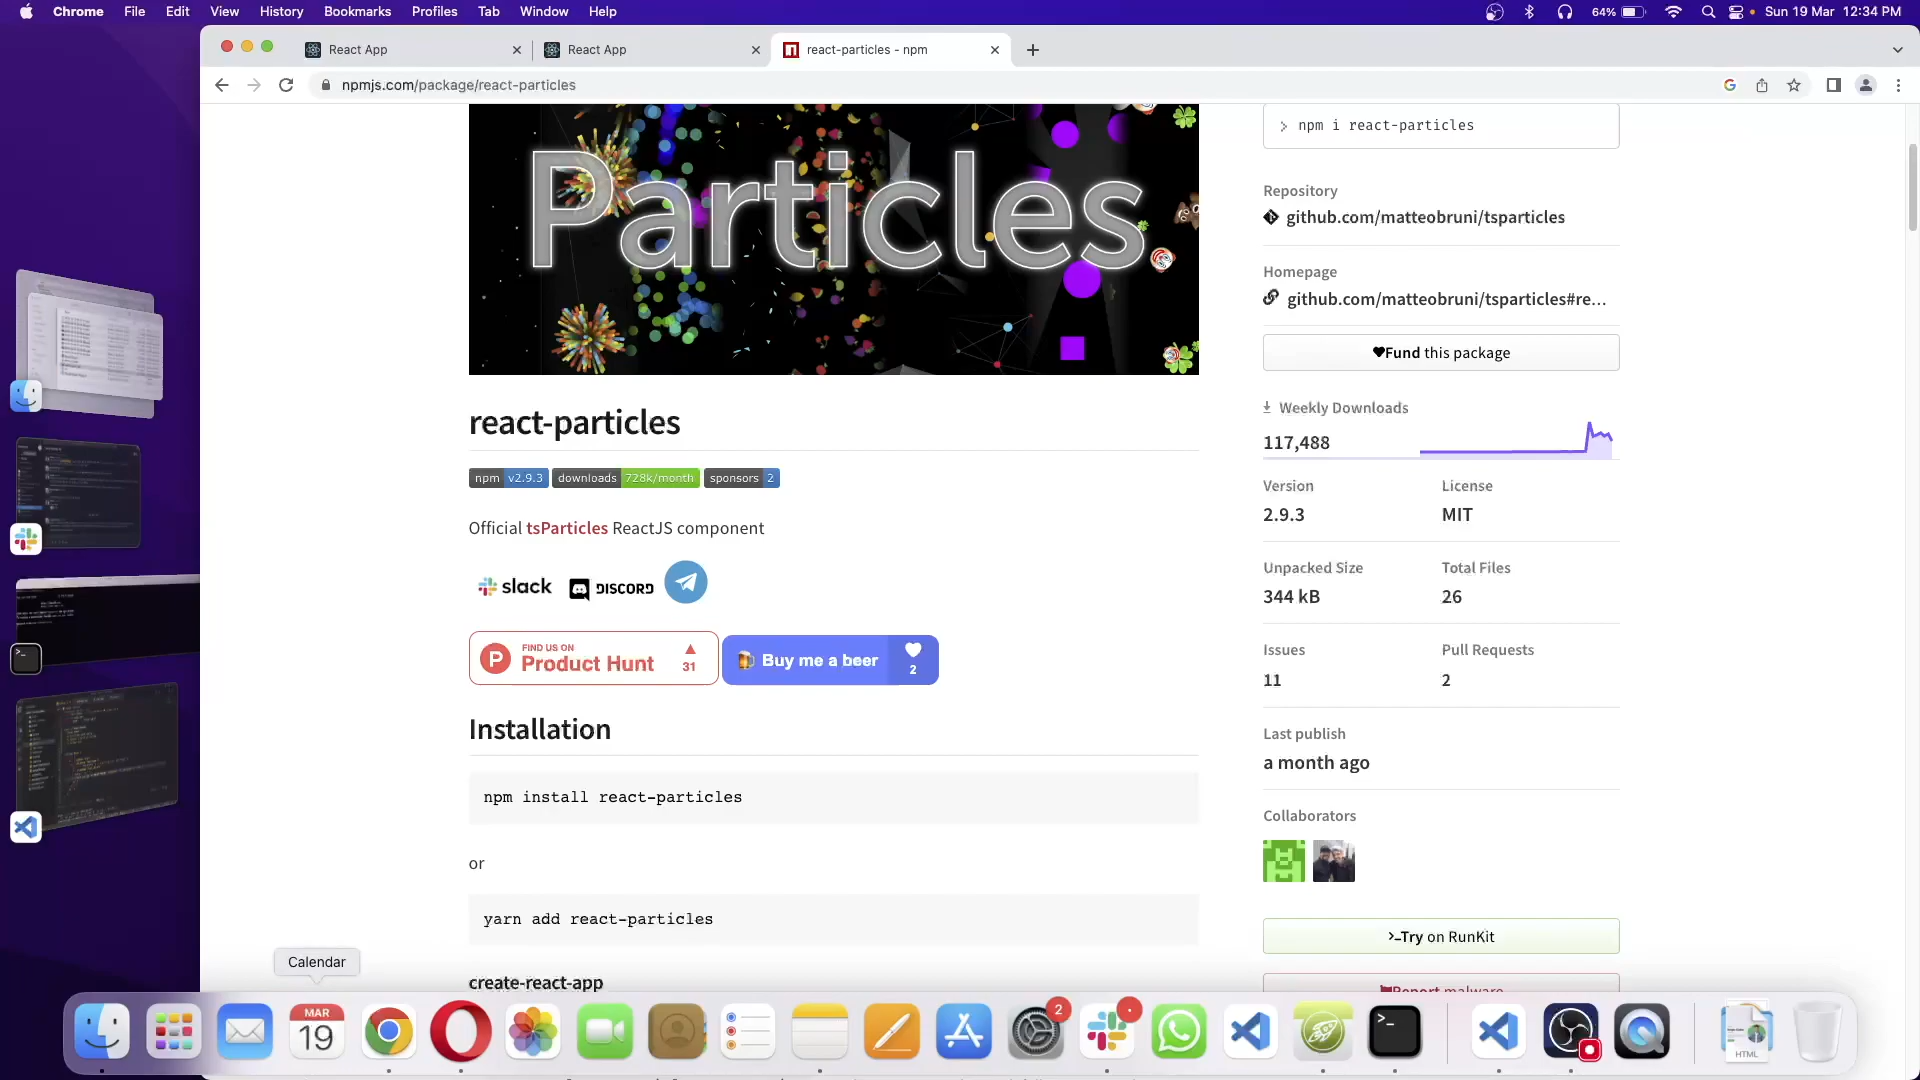 Chrome File Edit View History Bookmarks Profiles Tab Window Help
64% Sun 19 Mar 12:34 PM
React App
React App
react-particles - npm
npmjs.com/package/react-particles
Particles
> npm i react-particles
Repository
github.com/matteobruni/tsparticles
Homepage
github.com/matteobruni/tsparticles#re...
Fund this package
react-particles
Weekly Downloads
117,488
npm v2.9.3 downloads 728k/month sponsors 2
Version License
2.9.3 MIT
Official tsParticles ReactJS component
Unpacked Size Total Files
344 kB 26
slack DISCORD
FIND US ON
Product Hunt 31
Buy me a beer 2
Issues Pull Requests
11 2
Installation
Last publish
a month ago
npm install react-particles
Collaborators
or
yarn add react-particles
>_Try on RunKit
Calendar
create-react-app
Report malware
MAR
19
2
HTML